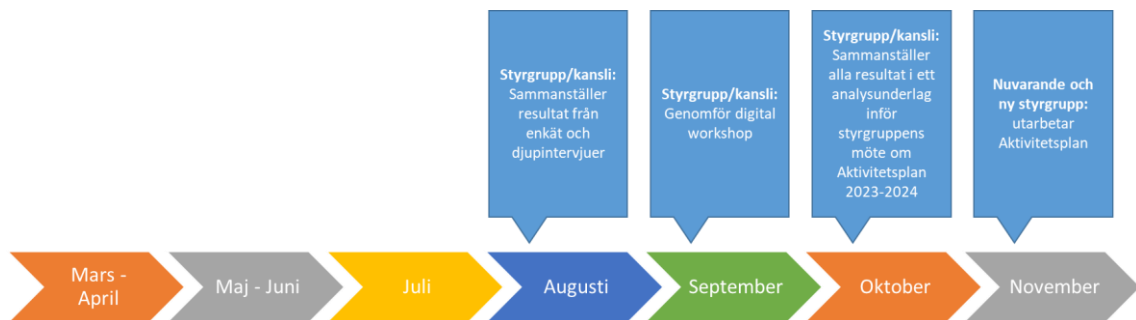 Styrgrupp/kansli:
Sammanställer
resultat från
enkät och
djupintervjuer
Styrgrupp/kansli:
Genomför digital
workshop
Styrgrupp/kansli:
Sammanställer
alla resultat i ett
analysunderlag
inför
styrgruppens
möte om
Aktivitetsplan
2023-2024
Nuvarande och
ny styrgrupp:
utarbetar
Aktivitetsplan
Mars -
April
Maj - Juni
Juli
Augusti
September
Oktober
November